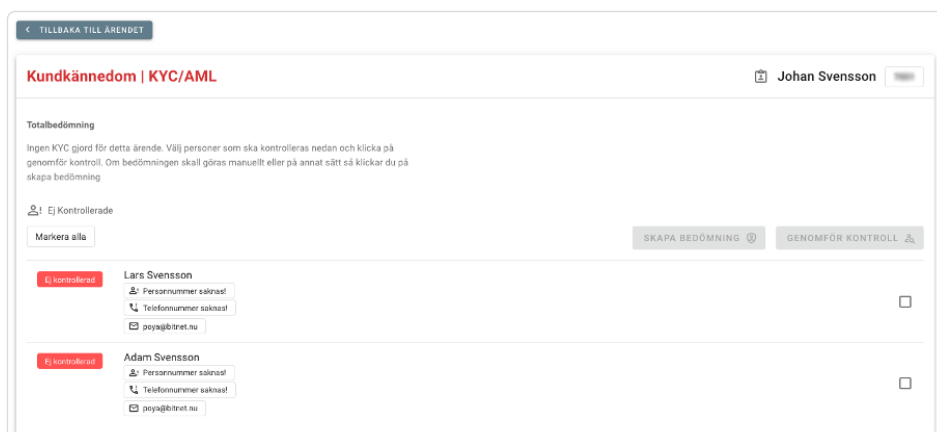 TILLBAKA TILL ÄRENDET
Kundkännedom | KYC/AML
Johan Svensson
Totalbedömning
Ingen KYC gjord för detta ärende. Välj personer som ska kontrolleras nedan och klicka på
genomför kontroll. Om bedömningen skall göras manuellt eller på annat sätt så klickar du på
skapa bedömning
Ej Kontrollerade
Markera alla
SKAPA BEDÖMNING
GENOMFÖR KONTROLL
Ej kontrollerad
Lars Svensson
Personnummer saknas!
Telefonnummer saknas!
poya@bitnet.nu
Ej kontrollerad
Adam Svensson
Personnummer saknas!
Telefonnummer saknas!
poya@bitnet.nu